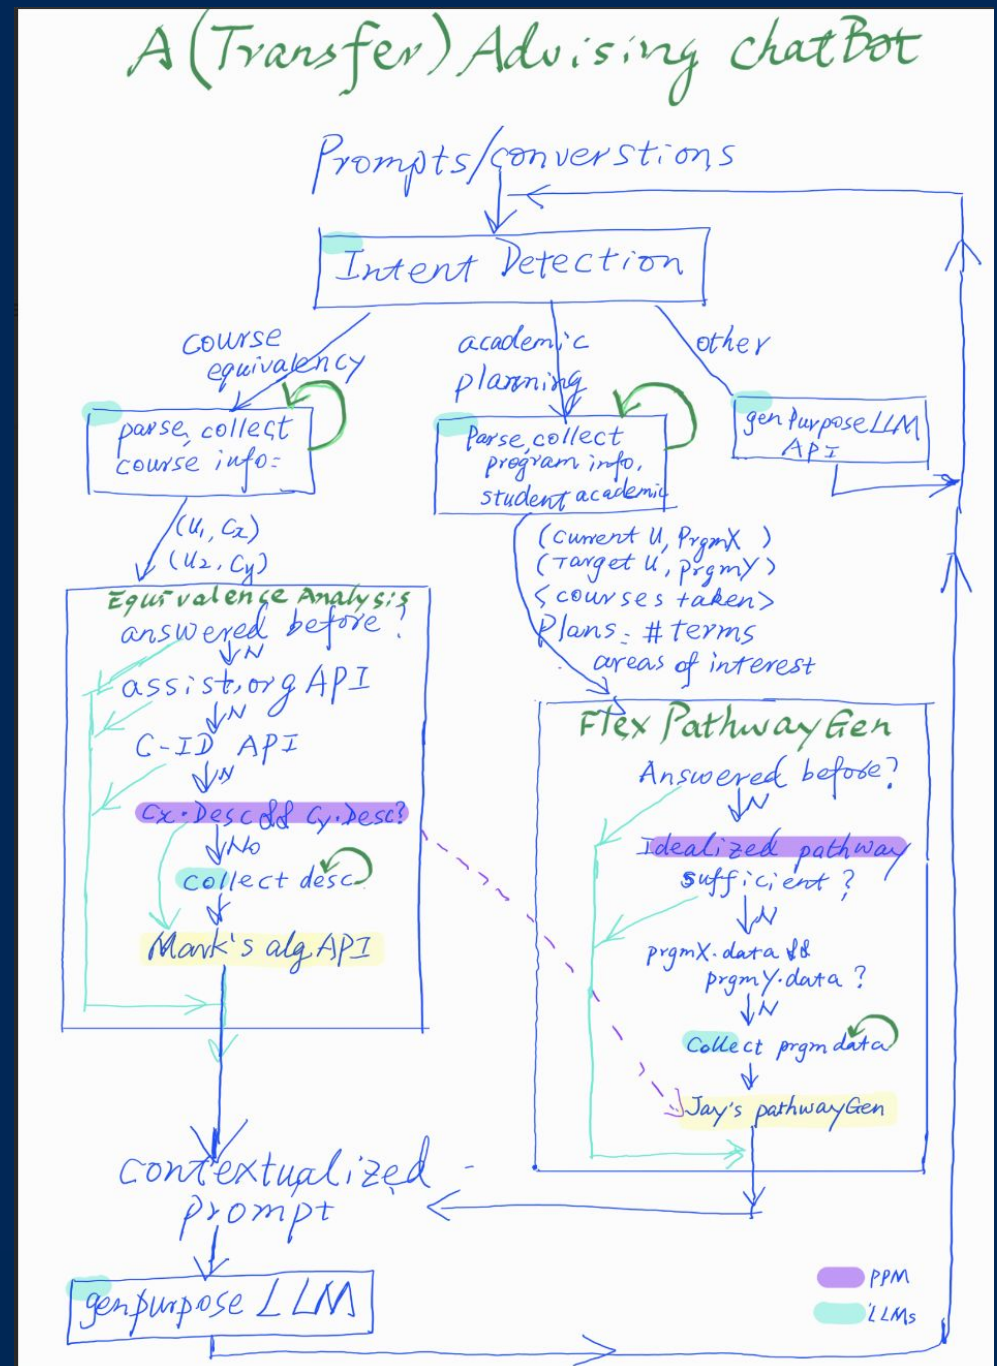 A (Transfer) Advising chatBot
Prompts/converstions
Intent Detection
course
equivalency
academic
planning
other
parse, collect
course info:
Parse, collect
program info,
student academic
gen Purpose LLM
API
(U1, Cx)
(U2, Cy)
(Current U, PrgmX)
(Target U, PrgmY)
<courses taken>
Plans: # terms
areas of interest
Equivalence Analysis
answered before?
N
assist.org API
N
C-ID API
N
Cx.Desc && Cy.Desc?
No
collect desc
Mark's alg API
Flex PathwayGen
Answered before?
N
Idealized pathway
sufficient?
N
prgmX.data &&
prgmY.data?
N
Collect prgm data
Jay's pathwayGen
contextualized
prompt
genpurpose LLM
PPM
LLMs